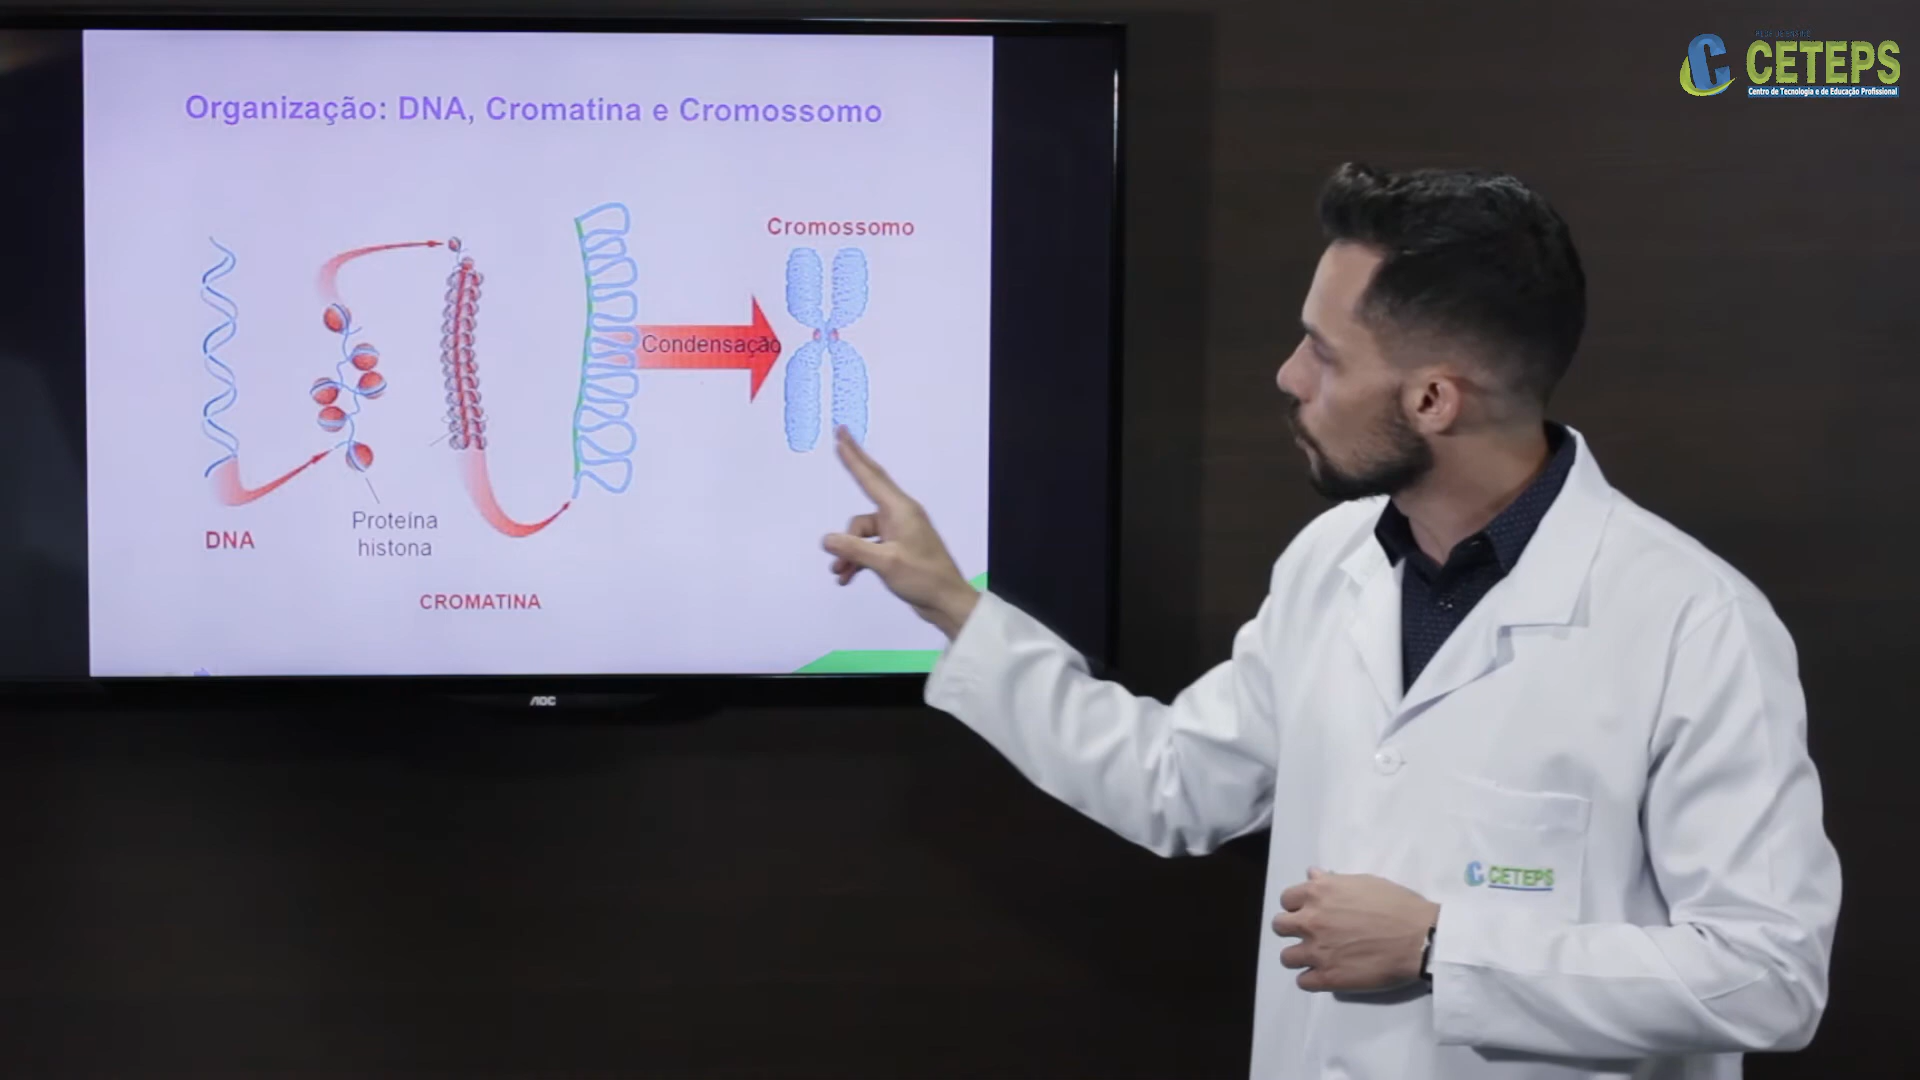 Organização: DNA, Cromatina e Cromossomo
Cromossomo
Condensação
DNA
Proteína
histona
CROMATINA
AOC
CETEPS
Centro de Tecnologia e de Educação Profissional
CETEPS